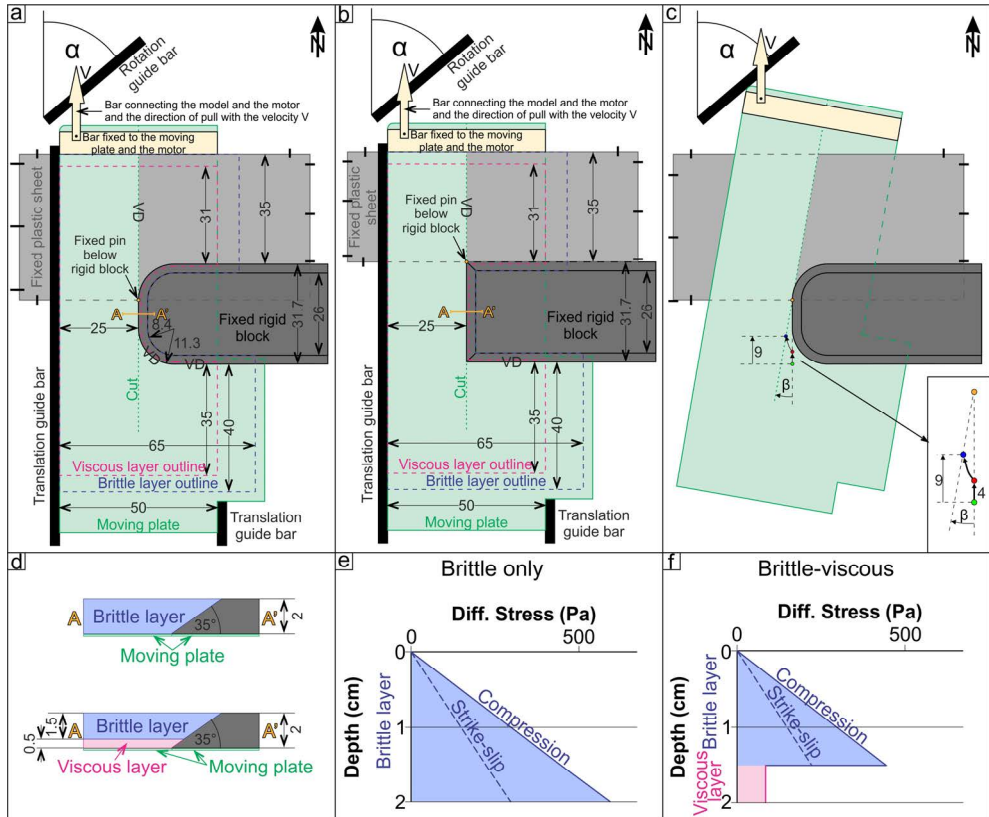 a
α
V
N
Rotation
guide bar
Bar connecting the model and the motor
and the direction of pull with the velocity V
Bar fixed to the moving
plate and the motor
Fixed plastic sheet
VD
31
35
Fixed pin
below
rigid block
A
A'
25
8.4
11.3
Fixed rigid
block
31.7
26
VD
VD
Cut
35
40
65
Viscous layer outline
Brittle layer outline
50
Moving plate
Translation guide bar
Translation
guide bar
b
α
V
N
Rotation
guide bar
Bar connecting the model and the motor
and the direction of pull with the velocity V
Bar fixed to the moving
plate and the motor
Fixed plastic
sheet
VD
31
35
Fixed pin
below
rigid block
A
A'
25
Fixed rigid
block
31.7
26
VD
Cut
35
40
65
Viscous layer outline
Brittle layer outline
50
Moving plate
Translation guide bar
Translation
guide bar
c
α
V
N
9
β
9
4
β
d
A
Brittle layer
35°
A'
2
Moving plate
A
Brittle layer
35°
A'
2
1.5
0.5
Viscous layer
Moving plate
e
Brittle only
Diff. Stress (Pa)
0
500
0
1
2
Depth (cm)
Brittle layer
Compression
Strike-slip
f
Brittle-viscous
Diff. Stress (Pa)
0
500
0
1
2
Depth (cm)
Brittle layer
Viscous
layer
Compression
Strike-slip